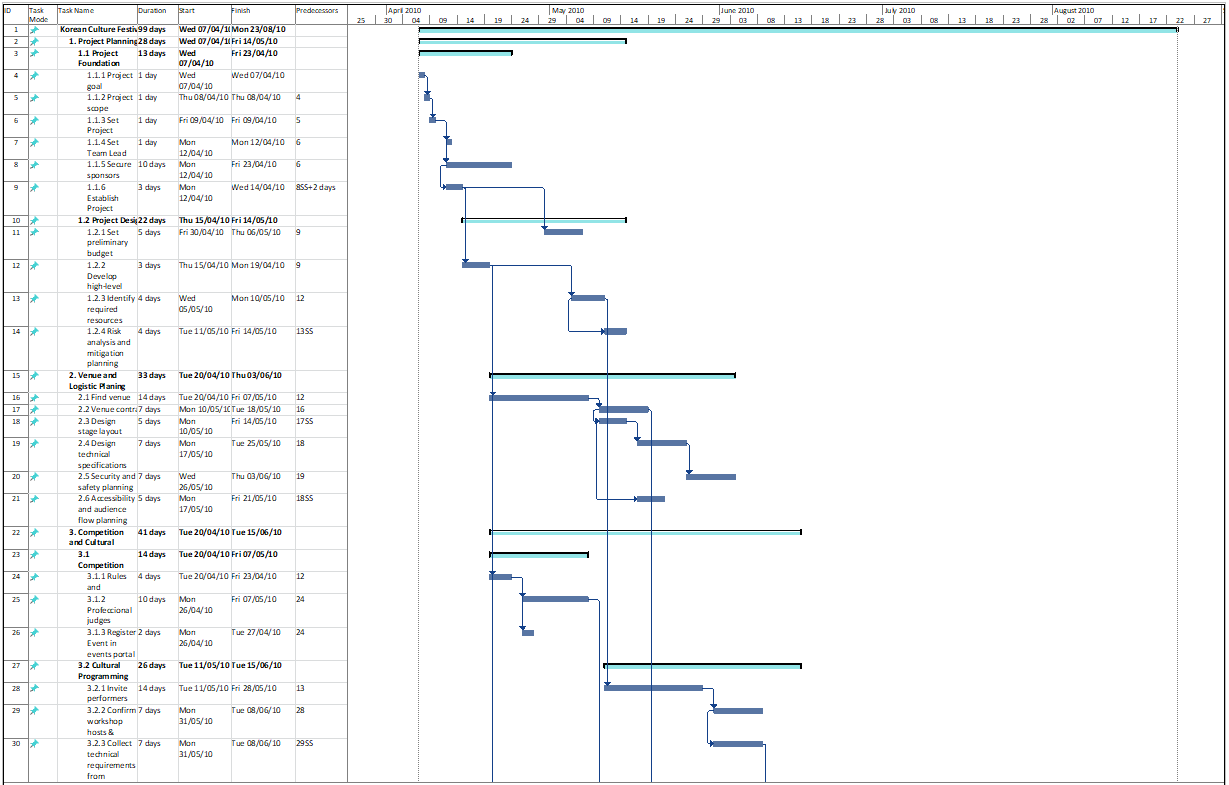 ID Task Mode Task Name Duration Start Finish Predecessors
April 2010 May 2010 June 2010 July 2010 August 2010
25 30 04 09 14 19 24 29 04 09 14 19 24 29 03 08 13 18 23 28 03 08 13 18 23 28 02 07 12 17 22 27
1 Korean Culture Festiv 99 days Wed 07/04/10 Mon 23/08/10
2 1. Project Planning 28 days Wed 07/04/10 Fri 14/05/10
3 1.1 Project Foundation 13 days Wed 07/04/10 Fri 23/04/10
4 1.1.1 Project goal 1 day Wed 07/04/10 Wed 07/04/10
5 1.1.2 Project scope 1 day Thu 08/04/10 Thu 08/04/10 4
6 1.1.3 Set Project 1 day Fri 09/04/10 Fri 09/04/10 5
7 1.1.4 Set Team Lead 1 day Mon 12/04/10 Mon 12/04/10 6
8 1.1.5 Secure sponsors 10 days Mon 12/04/10 Fri 23/04/10 6
9 1.1.6 Establish Project 3 days Mon 12/04/10 Wed 14/04/10 8SS+2 days
10 1.2 Project Desig 22 days Thu 15/04/10 Fri 14/05/10
11 1.2.1 Set preliminary budget 5 days Fri 30/04/10 Thu 06/05/10 9
12 1.2.2 Develop high-level 3 days Thu 15/04/10 Mon 19/04/10 9
13 1.2.3 Identify required resources 4 days Wed 05/05/10 Mon 10/05/10 12
14 1.2.4 Risk analysis and mitigation planning 4 days Tue 11/05/10 Fri 14/05/10 13SS
15 2. Venue and Logistic Planing 33 days Tue 20/04/10 Thu 03/06/10
16 2.1 Find venue 14 days Tue 20/04/10 Fri 07/05/10 12
17 2.2 Venue contra 7 days Mon 10/05/10 Tue 18/05/10 16
18 2.3 Design stage layout 5 days Mon 10/05/10 Fri 14/05/10 17SS
19 2.4 Design technical specifications 7 days Mon 17/05/10 Tue 25/05/10 18
20 2.5 Security and safety planning 7 days Wed 26/05/10 Thu 03/06/10 19
21 2.6 Accessibility and audience flow planning 5 days Mon 17/05/10 Fri 21/05/10 18SS
22 3. Competition and Cultural 41 days Tue 20/04/10 Tue 15/06/10
23 3.1 Competition 14 days Tue 20/04/10 Fri 07/05/10
24 3.1.1 Rules and 4 days Tue 20/04/10 Fri 23/04/10 12
25 3.1.2 Profeccional judges 10 days Mon 26/04/10 Fri 07/05/10 24
26 3.1.3 Register Event in events portal 2 days Mon 26/04/10 Tue 27/04/10 24
27 3.2 Cultural Programming 26 days Tue 11/05/10 Tue 15/06/10
28 3.2.1 Invite performers 14 days Tue 11/05/10 Fri 28/05/10 13
29 3.2.2 Confirm workshop hosts & 7 days Mon 31/05/10 Tue 08/06/10 28
30 3.2.3 Collect technical requirements from 7 days Mon 31/05/10 Tue 08/06/10 29SS